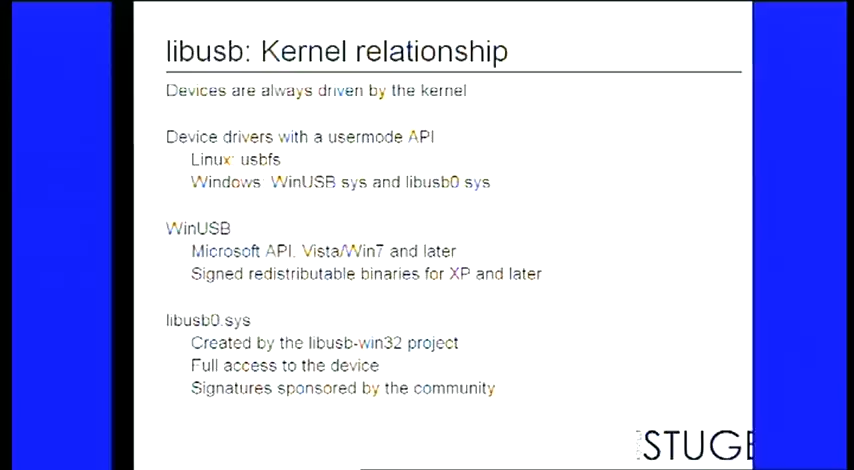 libusb: Kernel relationship
Devices are always driven by the kernel
Device drivers with a usermode API
Linux: usbfs
Windows: WinUSB sys and libusb0 sys
WinUSB
Microsoft API. Vista/Win7 and later
Signed redistributable binaries for XP and later
libusb0.sys
Created by the libusb-win32 project
Full access to the device
Signatures sponsored by the community
STUGE